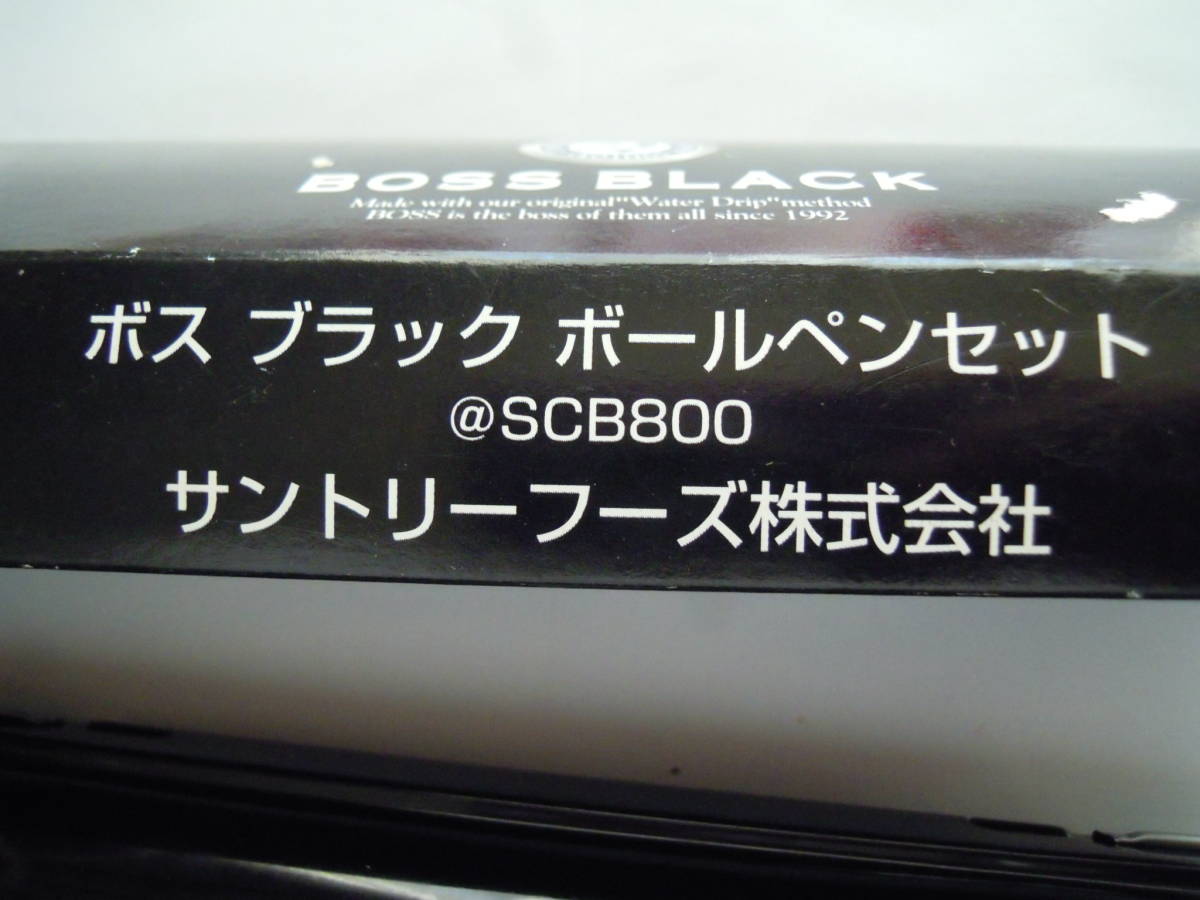 BOSS BLACK
Made with our original"Water Drip"method
BOSS is the boss of them all since 1992
ボス ブラック ボールペンセット
@SCB800
サントリーフーズ株式会社